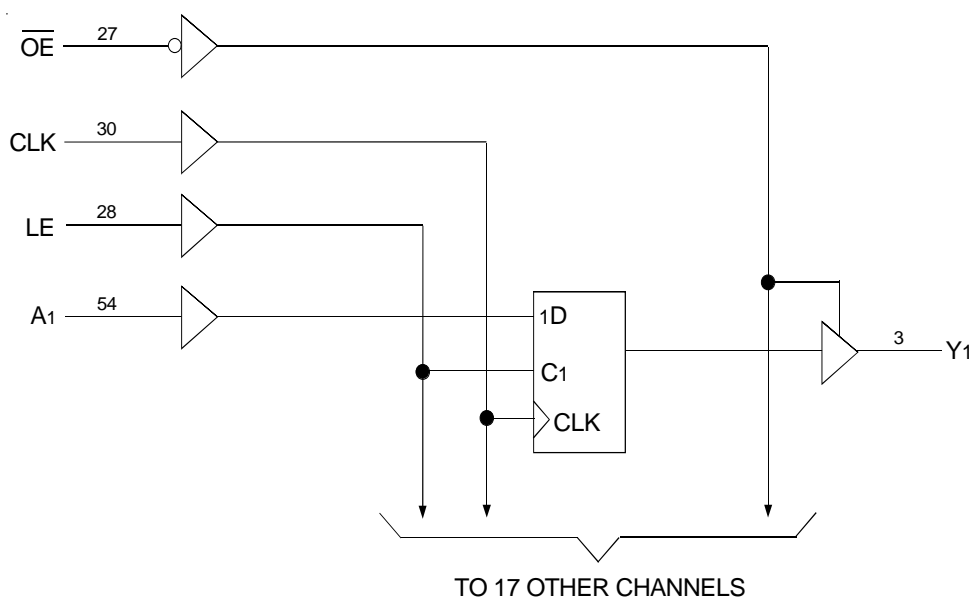 OE 27
CLK 30
LE 28
A1 54
1D
C1
CLK
3 Y1
TO 17 OTHER CHANNELS